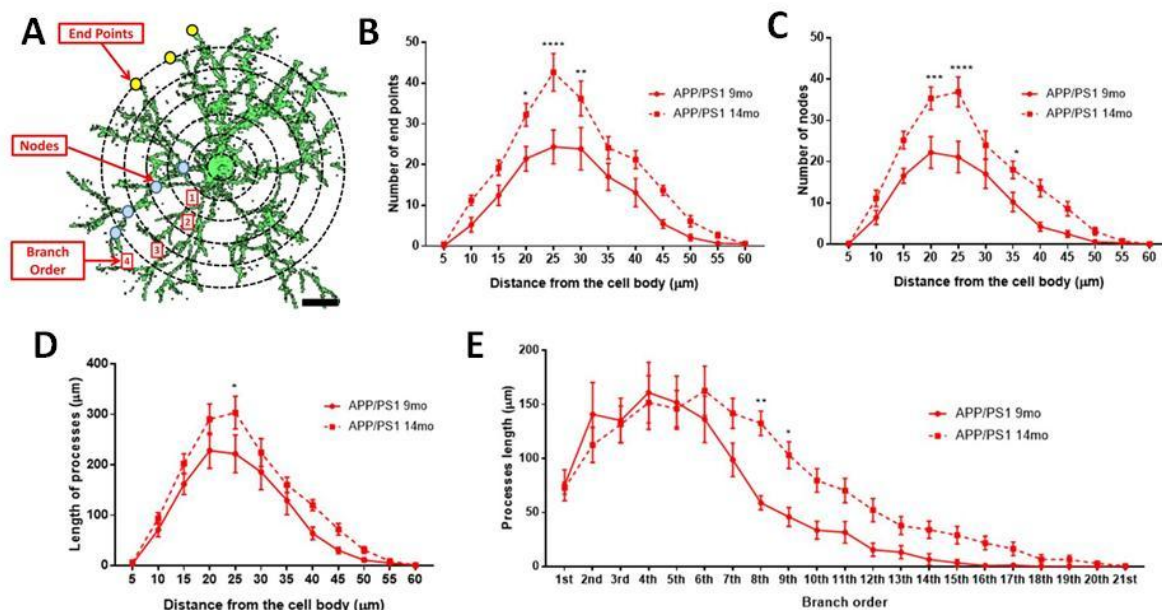 A
End Points
Nodes
Branch
Order
1
2
3
4
B
Number of end points
50
40
30
20
10
0
*
****
**
APP/PS1 9mo
APP/PS1 14mo
5 10 15 20 25 30 35 40 45 50 55 60
Distance from the cell body (μm)
C
Number of nodes
50
40
30
20
10
0
***
****
*
APP/PS1 9mo
APP/PS1 14mo
5 10 15 20 25 30 35 40 45 50 55 60
Distance from the cell body (μm)
D
Length of processes (μm)
400
300
200
100
0
*
APP/PS1 9mo
APP/PS1 14mo
5 10 15 20 25 30 35 40 45 50 55 60
Distance from the cell body (μm)
E
Processes length (μm)
200
150
100
50
0
**
*
APP/PS1 9mo
APP/PS1 14mo
1st 2nd 3rd 4th 5th 6th 7th 8th 9th 10th 11th 12th 13th 14th 15th 16th 17th 18th 19th 20th 21st
Branch order